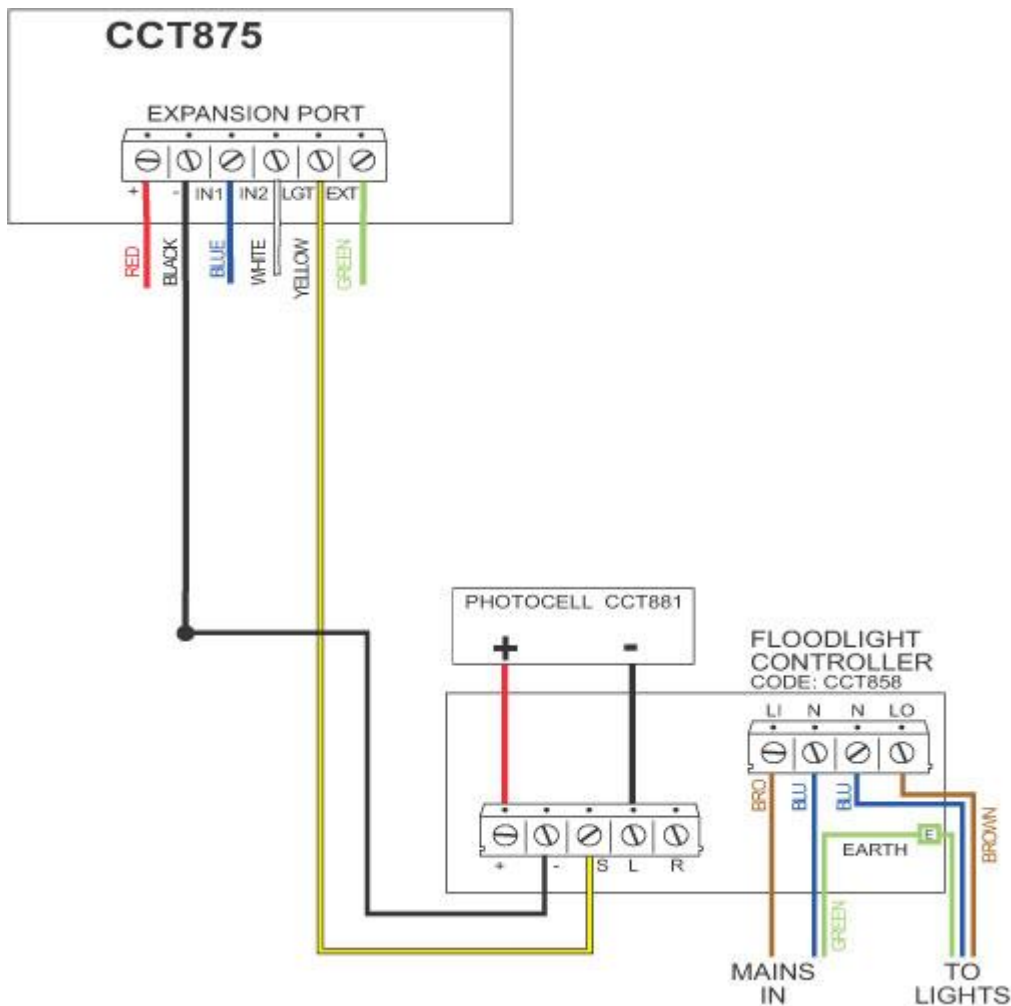 CCT875
EXPANSION PORT
+ - IN1 IN2 LGT EXT
RED
BLACK
BLUE
WHITE
YELLOW
GREEN
PHOTOCELL CCT881
+ -
FLOODLIGHT
CONTROLLER
CODE: CCT858
LI N N LO
BRO
BLU
BLU
BROWN
+ - S L R
EARTH
E
GREEN
MAINS
IN
TO
LIGHTS